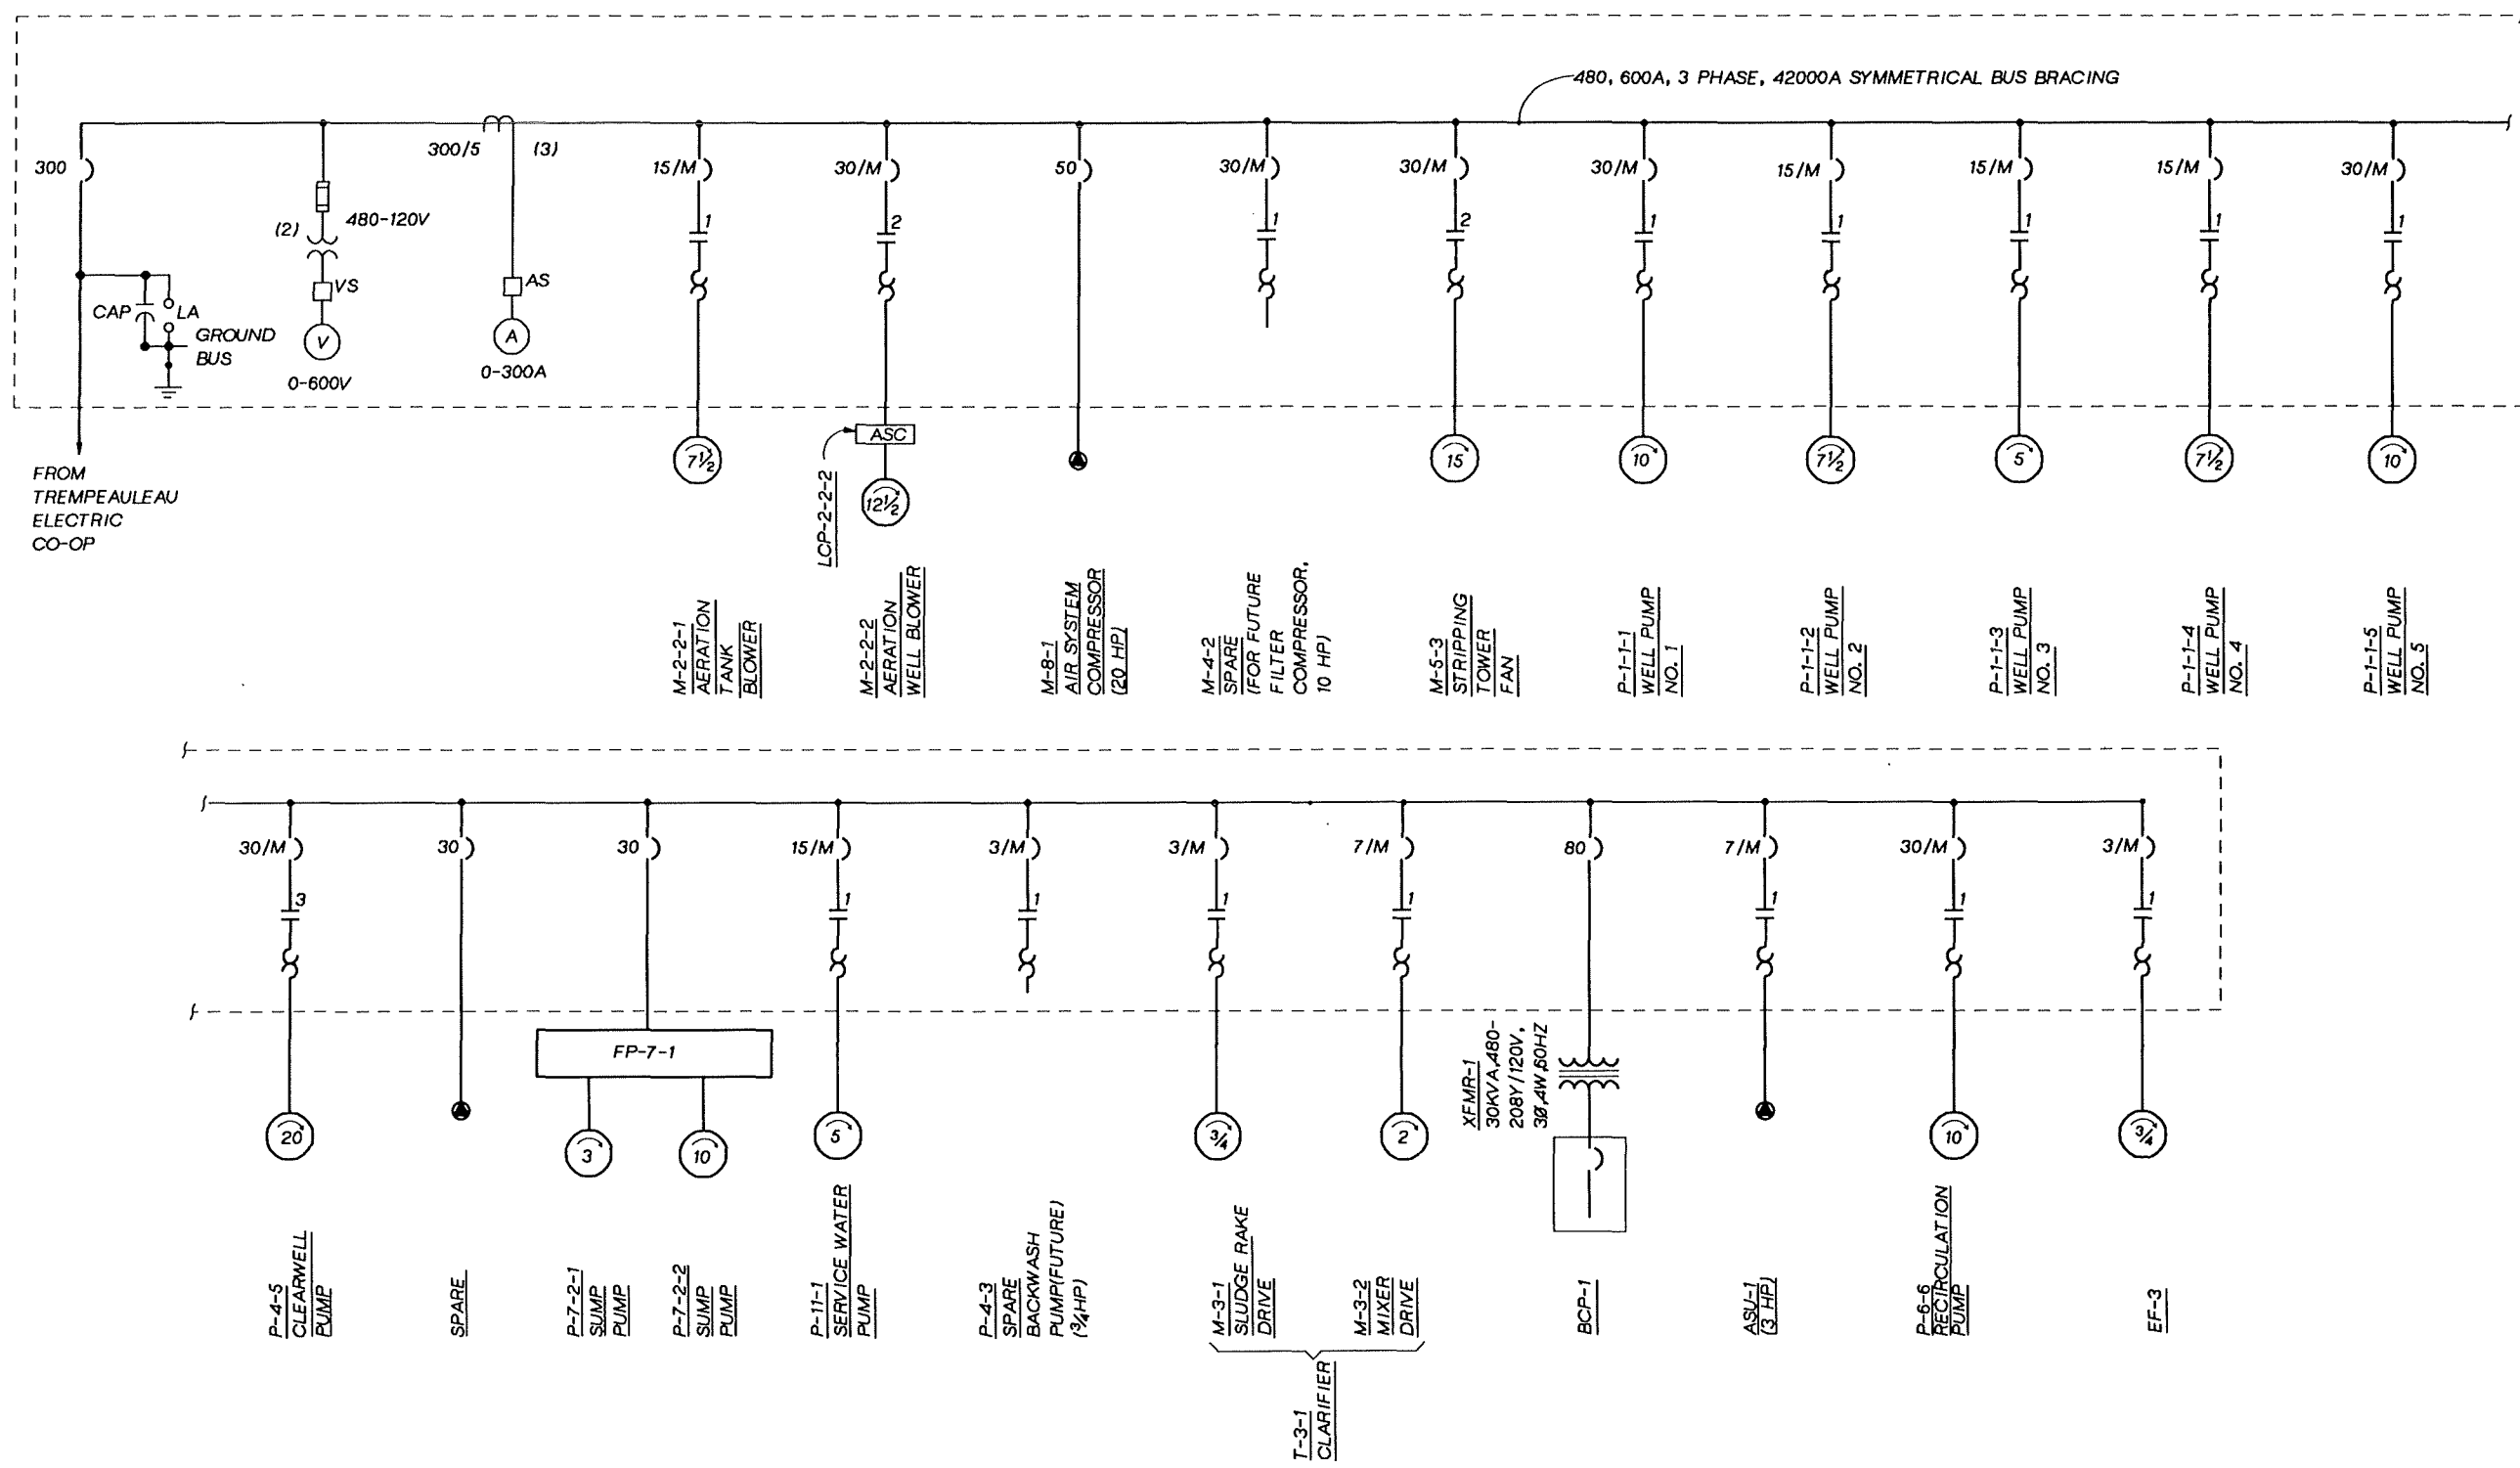 480, 600A, 3 PHASE, 42000A SYMMETRICAL BUS BRACING
300
480-120V
(2)
VS
V
0-600V
CAP
LA
GROUND
BUS
FROM
TREMPEAULEAU
ELECTRIC
CO-OP
300/5
(3)
AS
A
0-300A
15/M
1
7½
M-2-2-1
AERATION
TANK
BLOWER
30/M
2
ASC
LCP-2-2-2
12½
M-2-2-2
AERATION
WELL BLOWER
50
M-8-1
AIR SYSTEM
COMPRESSOR
(20 HP)
30/M
1
M-4-2
SPARE
(FOR FUTURE
FILTER
COMPRESSOR,
10 HP)
30/M
2
15
M-5-3
STRIPPING
TOWER
FAN
30/M
1
10
P-1-1-1
WELL PUMP
NO. 1
15/M
1
7½
P-1-1-2
WELL PUMP
NO. 2
15/M
1
5
P-1-1-3
WELL PUMP
NO. 3
15/M
1
7½
P-1-1-4
WELL PUMP
NO. 4
30/M
1
10
P-1-1-5
WELL PUMP
NO. 5
30/M
3
20
P-4-5
CLEARWELL
PUMP
30
SPARE
30
FP-7-1
3
P-7-2-1
SUMP
PUMP
10
P-7-2-2
SUMP
PUMP
15/M
1
5
P-11-1
SERVICE WATER
PUMP
3/M
1
P-4-3
SPARE
BACKWASH
PUMP(FUTURE)
(¾HP)
3/M
1
¾
M-3-1
SLUDGE RAKE
DRIVE
7/M
1
2
M-3-2
MIXER
DRIVE
T-3-1
CLARIFIER
80
XFMR-1
30KVA,480-
208Y/120V,
3Ø,4W,60HZ
BCP-1
7/M
1
ASU-1
(3 HP)
30/M
1
10
P-6-6
RECIRCULATION
PUMP
3/M
1
¾
EF-3